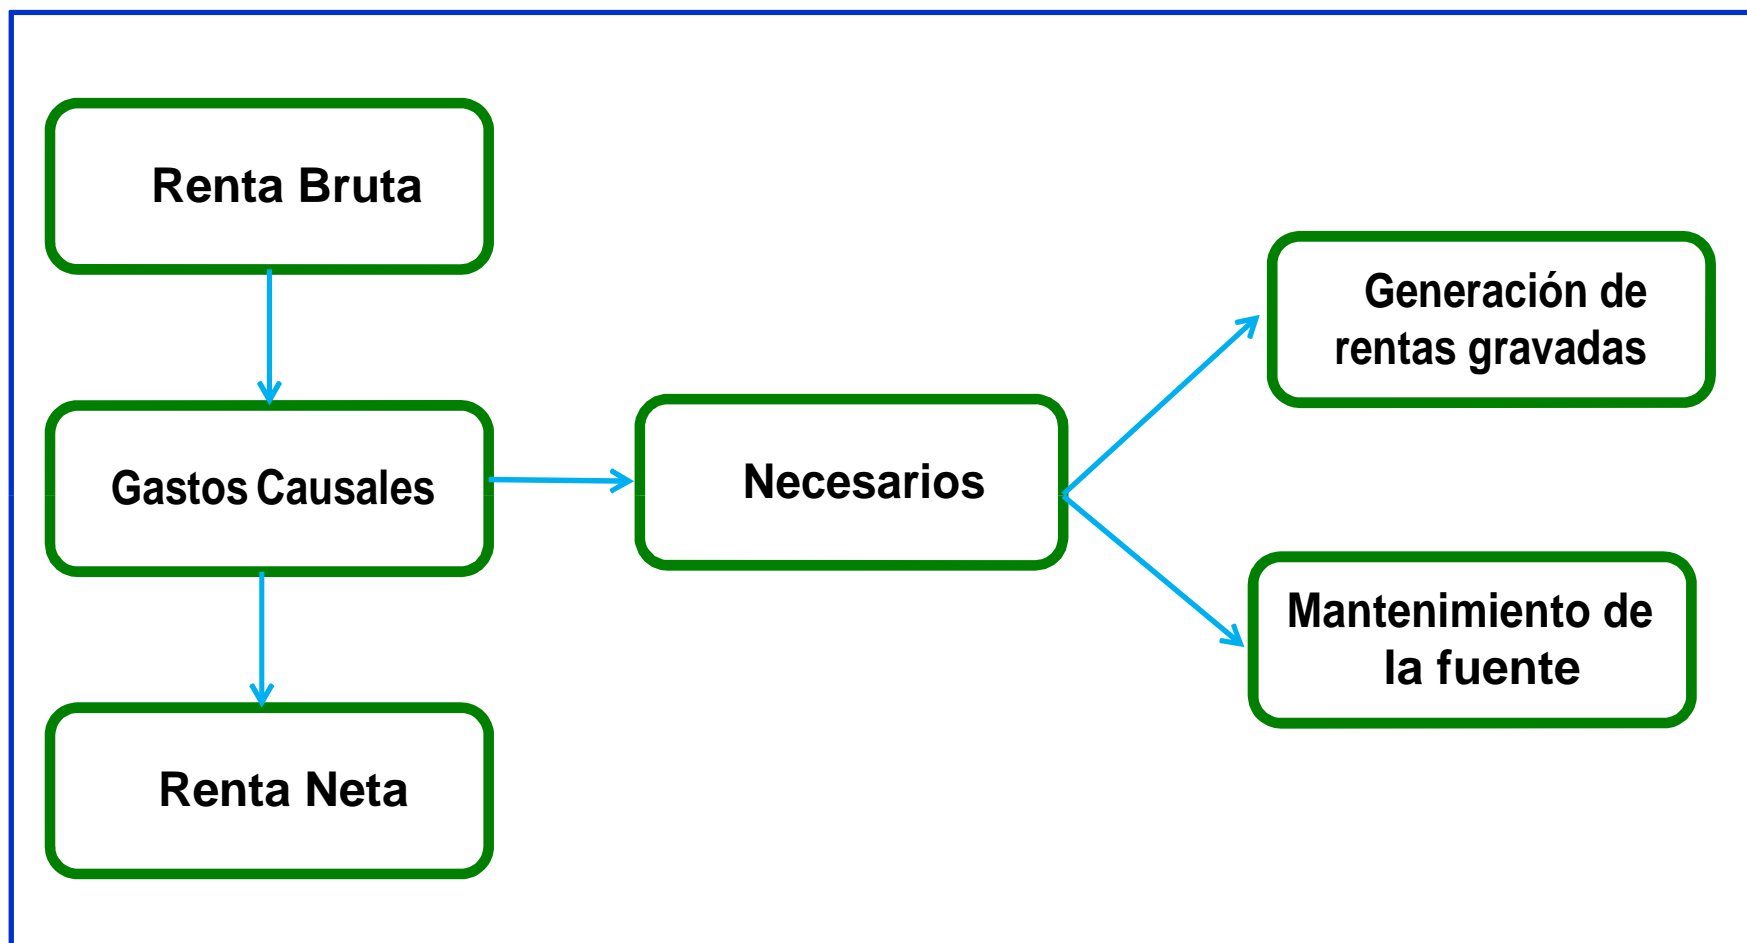 Renta Bruta
Gastos Causales
Renta Neta
Necesarios
Generación de
rentas gravadas
Mantenimiento de
la fuente